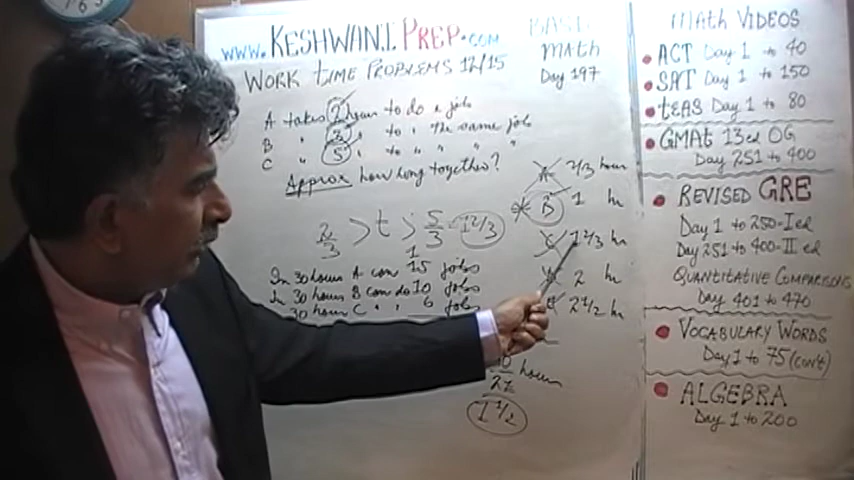 WWW. KESHWANI PREP.COM
BASIC
MATH
Day 197
WORK TIME PROBLEMS 12/15
A takes 2 hours to do a job
B 3 to the same job
C 5 to
Approx how long together?
2/3 > t > 5/3 = 1 2/3
1
In 30 hours A can 15 jobs
In 30 hours B can do 10 jobs
30 hours C 6 jobs
hours
1 1/2
A 2/3 hour
B 1 hr
C 1 2/3 hr
2 hr
2 1/2 hr
Math VIDEOS
ACT Day 1 to 40
SAT Day 1 to 150
tEAS Day 1 to 80
GMAt 13ed OG
Day 251 to 400
REVISED GRE
Day 1 to 250-I ed
Day 251 to 400-II ed
QUANTITATIVE COMPARISONS
Day 401 to 470
VOCABULARY WORDS
Day 1 to 75 (con't)
ALGEBRA
Day 1 to 200